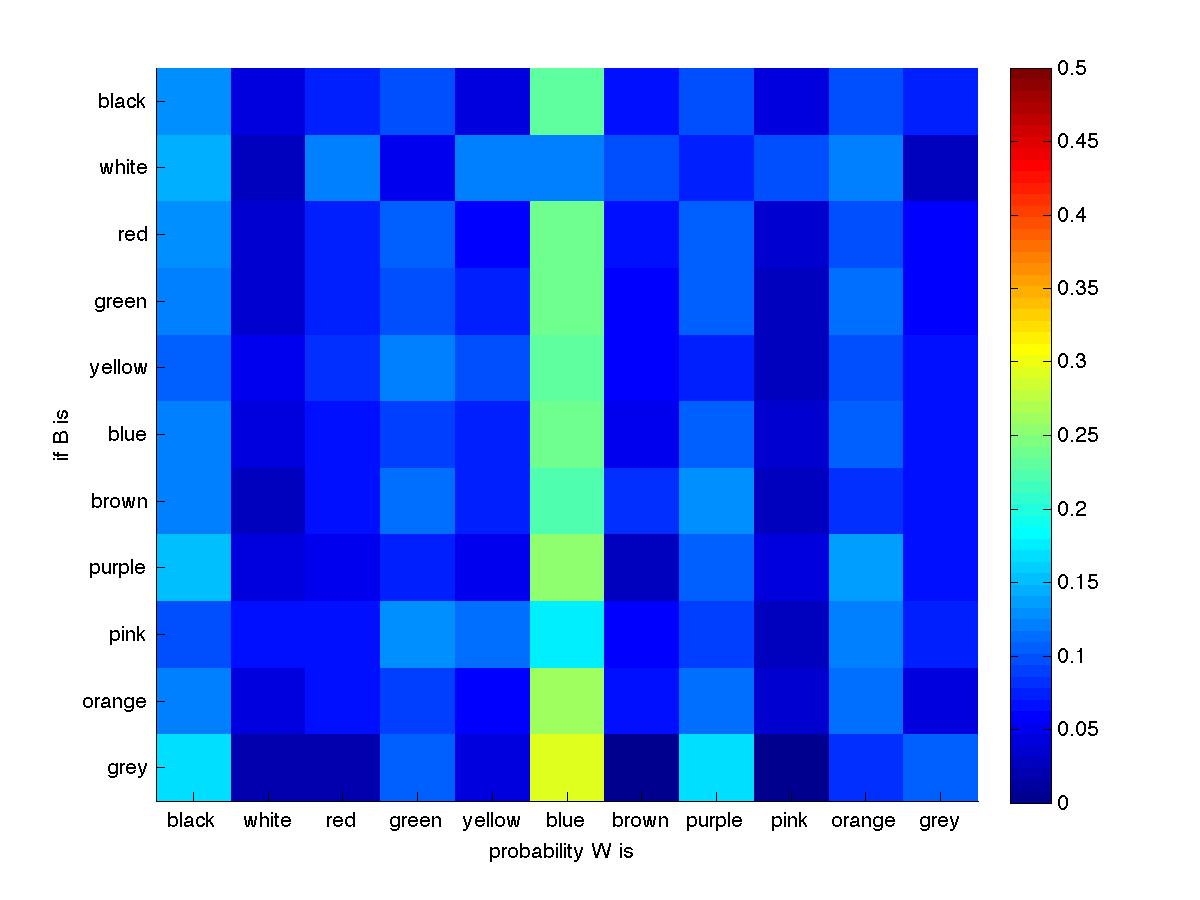 black
white
red
green
yellow
blue
brown
purple
pink
orange
grey
if B is
black white red green yellow blue brown purple pink orange grey
probability W is
0.5
0.45
0.4
0.35
0.3
0.25
0.2
0.15
0.1
0.05
0